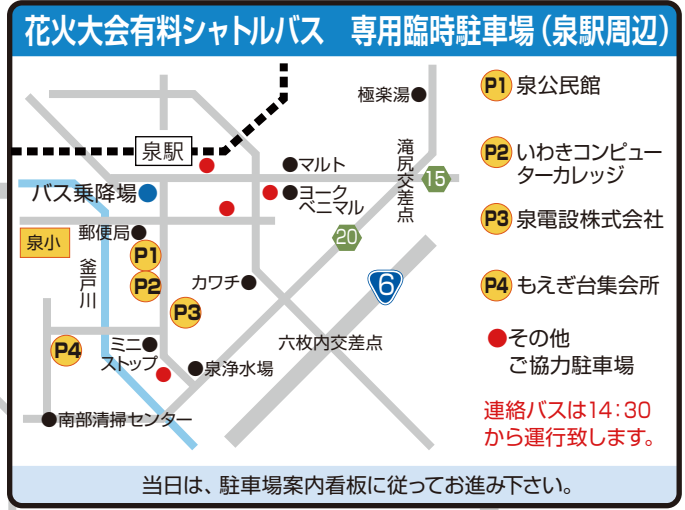 花火大会有料シャトルバス 専用臨時駐車場（泉駅周辺）
極楽湯
泉駅
マルト
滝尻交差点
15
バス乗降場
ヨーク
ベニマル
泉小
郵便局
20
P1
釜戸川
P2
カワチ
6
P3
P4
ミニ
ストップ
六枚内交差点
泉浄水場
南部清掃センター
P1 泉公民館
P2 いわきコンピュー
ターカレッジ
P3 泉電設株式会社
P4 もえぎ台集会所
その他
ご協力駐車場
連絡バスは14:30
から運行致します。
当日は、駐車場案内看板に従ってお進み下さい。